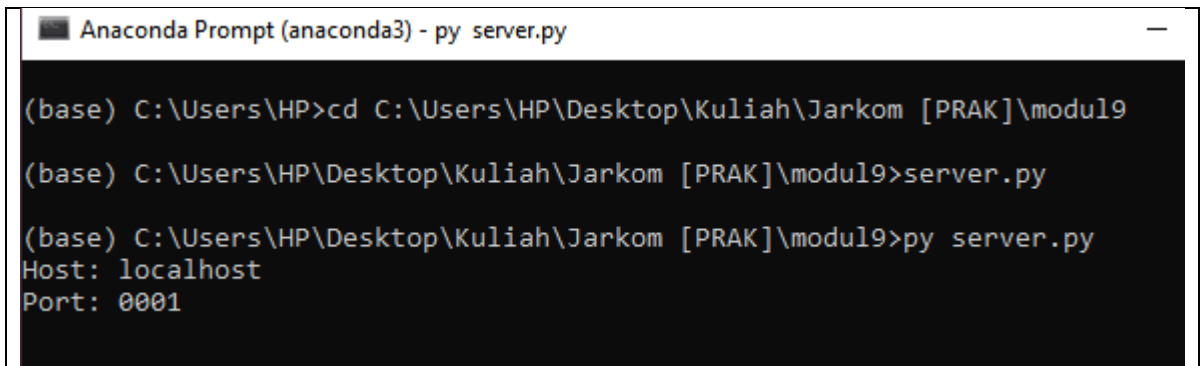 Anaconda Prompt (anaconda3) - py  server.py
(base) C:\Users\HP>cd C:\Users\HP\Desktop\Kuliah\Jarkom [PRAK]\modul9
(base) C:\Users\HP\Desktop\Kuliah\Jarkom [PRAK]\modul9>server.py
(base) C:\Users\HP\Desktop\Kuliah\Jarkom [PRAK]\modul9>py server.py
Host: localhost
Port: 0001